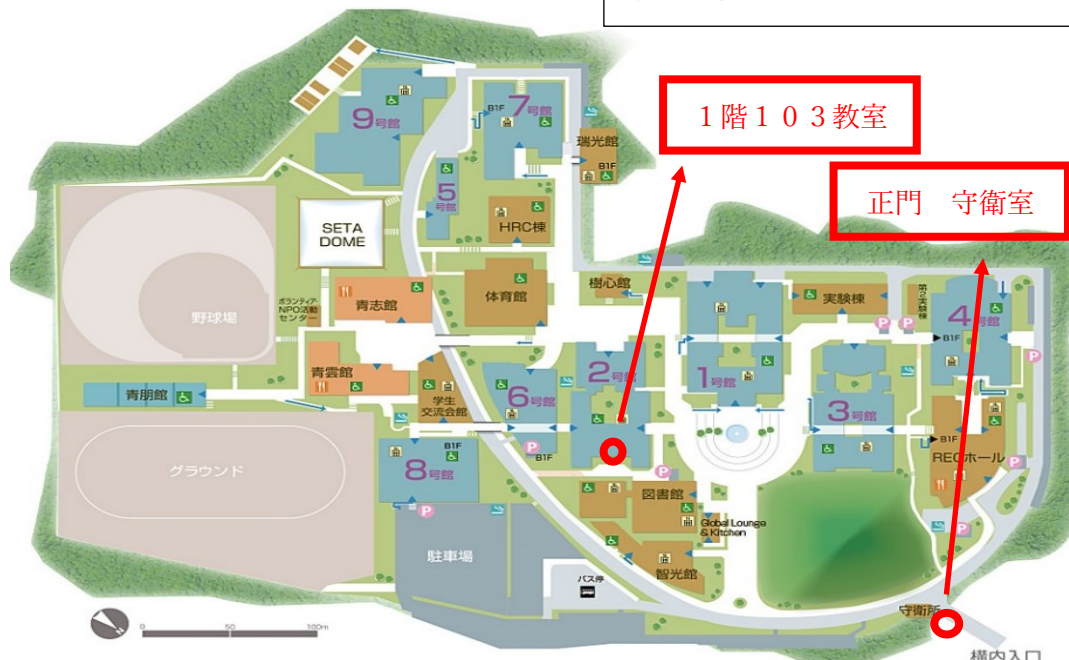 １階１０３教室
正門　守衛室
9号館
B1F
7号館
瑞光館
B1F
5号館
HRC棟
SETA
DOME
体育館
樹心館
実験棟
第2実験棟
4号館
B1F
野球場
ボランティア・
NPO活動
センター
青志館
青雲館
学生
交流会館
6号館
2号館
1号館
3号館
青朋館
B1F
RECホール
グラウンド
8号館
B1F
B1F
P
P
P
P
P
P
P
P
図書館
Global Lounge
& Kitchen
智光館
駐車場
バス停
守衛所
構内入口
0
50
100m